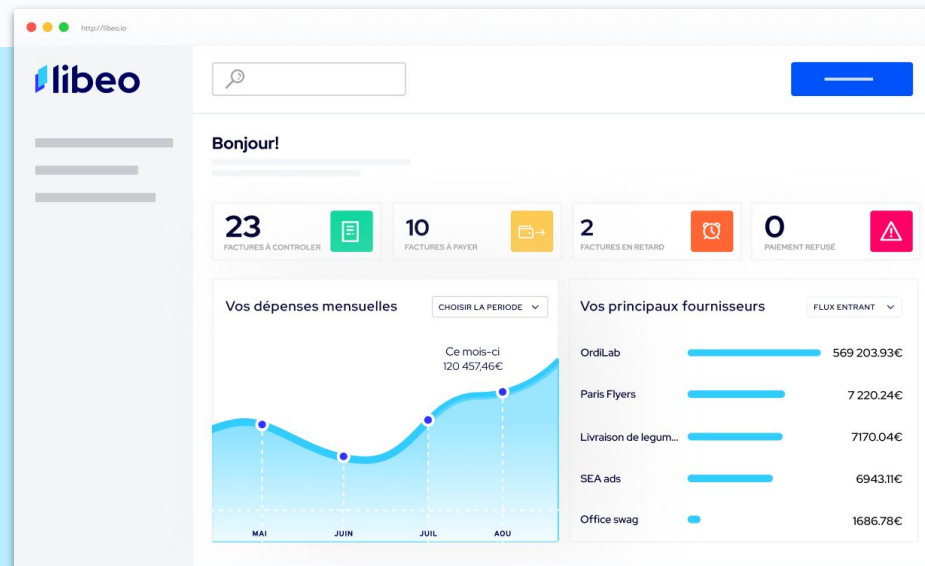 http://libeo.io
libeo
Bonjour!
23
FACTURES À CONTROLER
10
FACTURES À PAYER
2
FACTURES EN RETARD
0
PAIEMENT REFUSÉ
Vos dépenses mensuelles
CHOISIR LA PERIODE
Ce mois-ci
120 457,46€
MAI JUIN JUIL AOU
Vos principaux fournisseurs
FLUX ENTRANT
OrdiLab 569 203.93€
Paris Flyers 7 220.24€
Livraison de legum... 7170.04€
SEA ads 6943.11€
Office swag 1686.78€